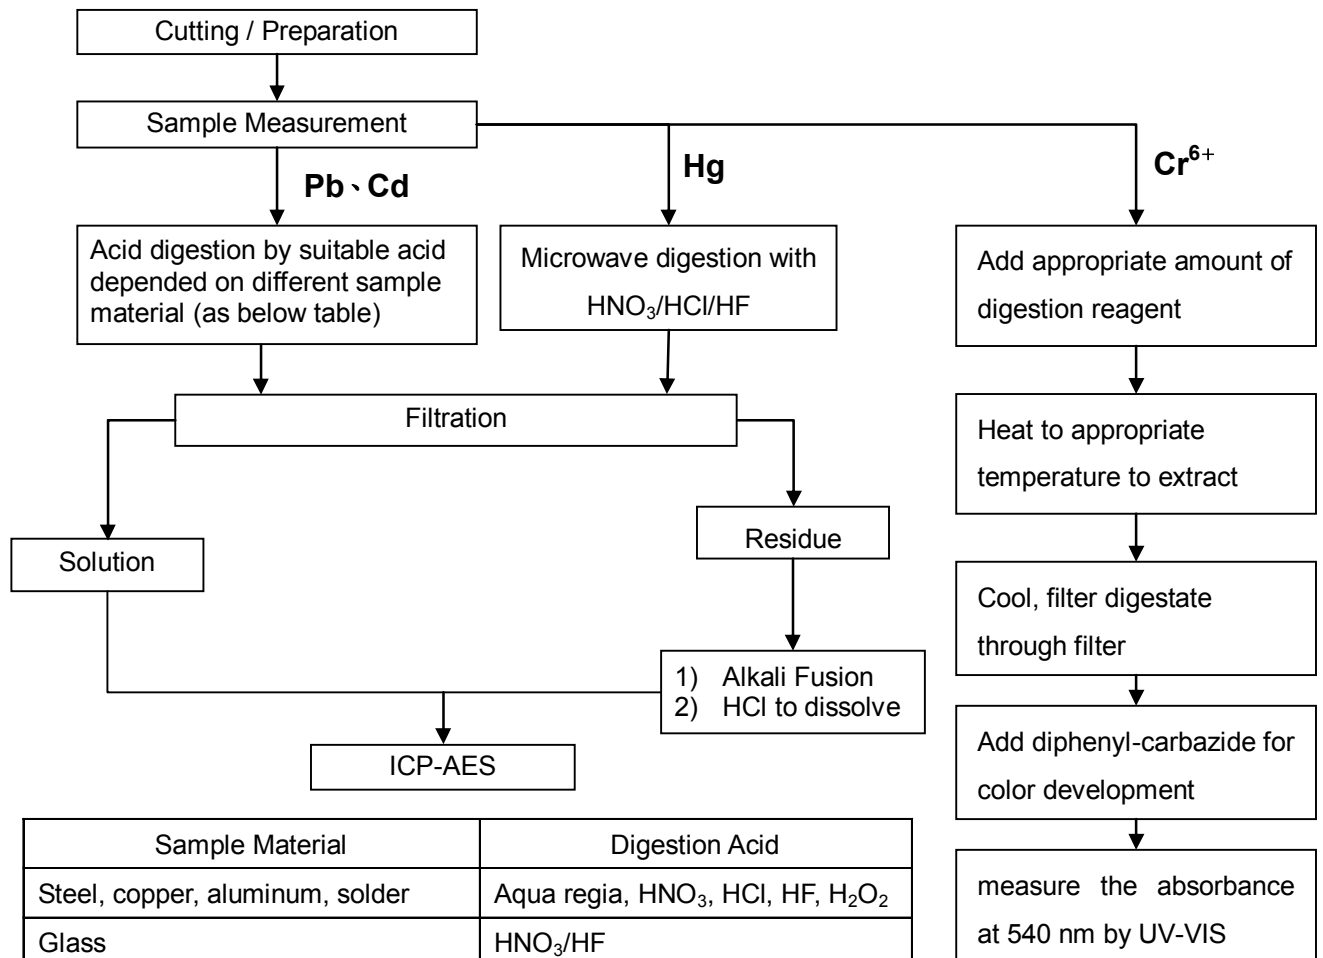 Cutting / Preparation
Sample Measurement
Pb、Cd
Hg
Cr⁶⁺
Acid digestion by suitable acid
depended on different sample
material (as below table)
Microwave digestion with
HNO₃/HCl/HF
Add appropriate amount of
digestion reagent
Filtration
Heat to appropriate
temperature to extract
Solution
Residue
Cool, filter digestate
through filter
1) Alkali Fusion
2) HCl to dissolve
ICP-AES
Add diphenyl-carbazide for
color development
measure the absorbance
at 540 nm by UV-VIS
Sample Material Digestion Acid
Steel, copper, aluminum, solder Aqua regia, HNO₃, HCl, HF, H₂O₂
Glass HNO₃/HF